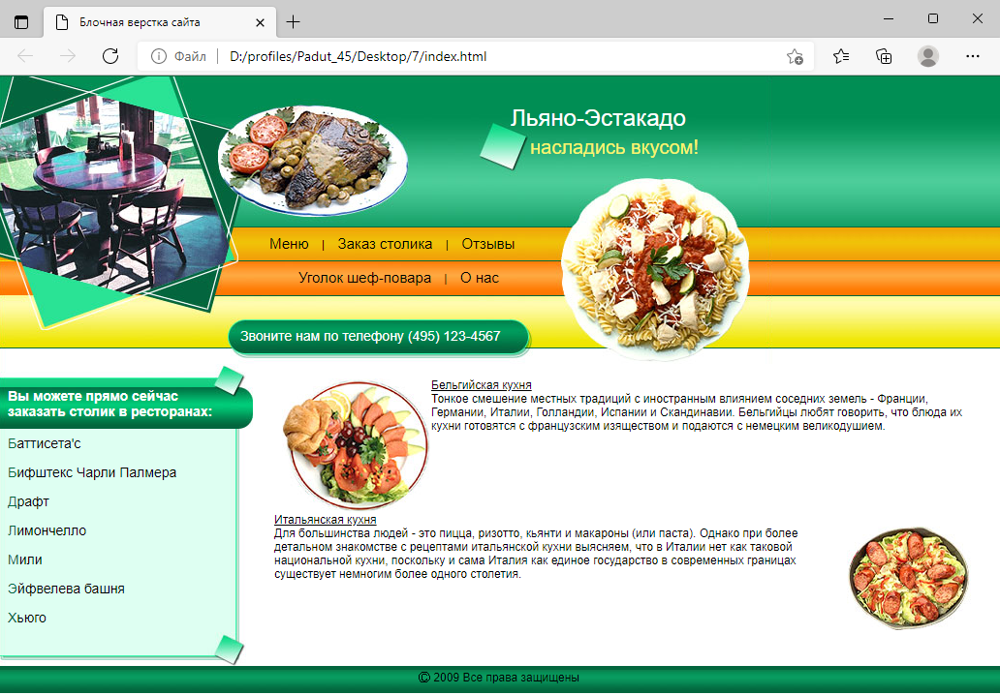 Блочная верстка сайта
Файл
D:/profiles/Padut_45/Desktop/7/index.html
Льяно-Эстакадо
насладись вкусом!
Меню | Заказ столика | Отзывы
Уголок шеф-повара | О нас
Звоните нам по телефону (495) 123-4567
Вы можете прямо сейчас
заказать столик в ресторанах:
Баттисета'с
Бифштекс Чарли Палмера
Драфт
Лимончелло
Мили
Эйфвелева башня
Хьюго
Бельгийская кухня
Тонкое смешение местных традиций с иностранным влиянием соседних земель - Франции,
Германии, Италии, Голландии, Испании и Скандинавии. Бельгийцы любят говорить, что блюда их
кухни готовятся с французским изяществом и подаются с немецким великодушием.
Итальянская кухня
Для большинства людей - это пицца, ризотто, кьянти и макароны (или паста). Однако при более
детальном знакомстве с рецептами итальянской кухни выясняем, что в Италии нет как таковой
национальной кухни, поскольку и сама Италия как единое государство в современных границах
существует немногим более одного столетия.
© 2009 Все права защищены